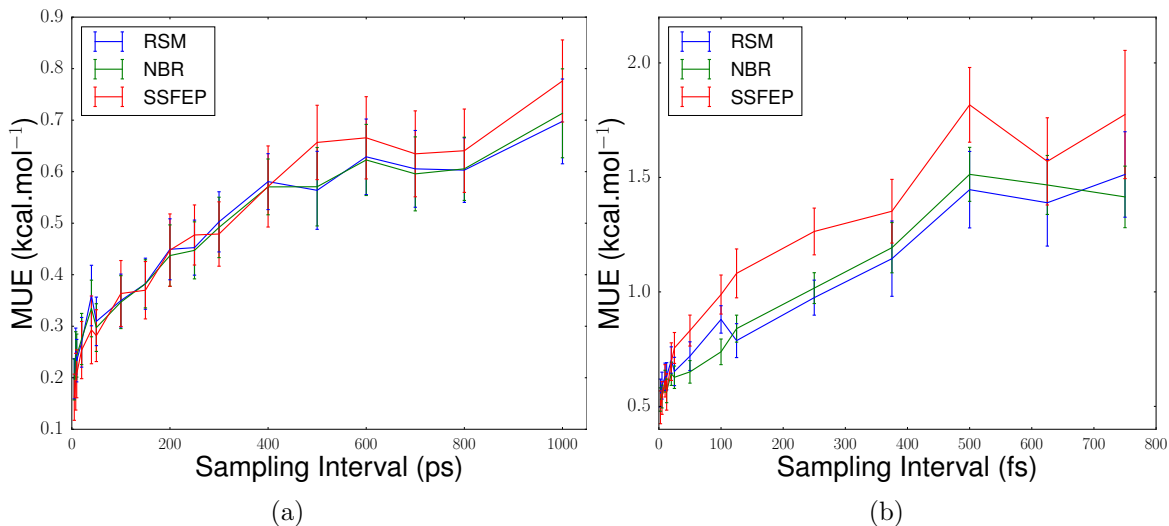 0.9
0.8
0.7
0.6
0.5
0.4
0.3
0.2
0.1
MUE (kcal.mol⁻¹)
RSM
NBR
SSFEP
0 200 400 600 800 1000
Sampling Interval (ps)
(a)
2.0
1.5
1.0
0.5
MUE (kcal.mol⁻¹)
RSM
NBR
SSFEP
0 100 200 300 400 500 600 700 800
Sampling Interval (fs)
(b)